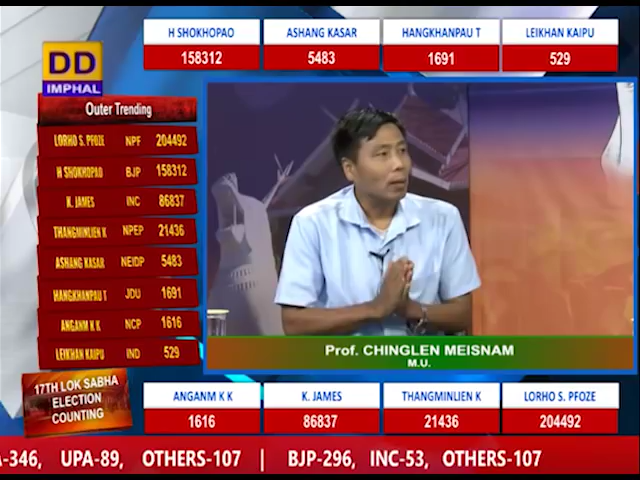 H SHOKHOPAO ASHANG KASAR HANGKHANPAU T LEIKHAN KAIPU
158312 5483 1691 529
DD
IMPHAL
Outer Trending
LORHO S. PFOZE NPF 204492
H SHOKHOPAO BJP 158312
K. JAMES INC 86837
THANGMINLIEN K NPEP 21436
ASHANG KASAR NEIDP 5483
HANGKHANPAU T JDU 1691
ANGANM K K NCP 1616
LEIKHAN KAIPU IND 529
Prof. CHINGLEN MEISNAM
M.U.
17TH LOK SABHA
ELECTION
COUNTING
ANGANM K K K. JAMES THANGMINLIEN K LORHO S. PFOZE
1616 86837 21436 204492
A-346, UPA-89, OTHERS-107 | BJP-296, INC-53, OTHERS-107